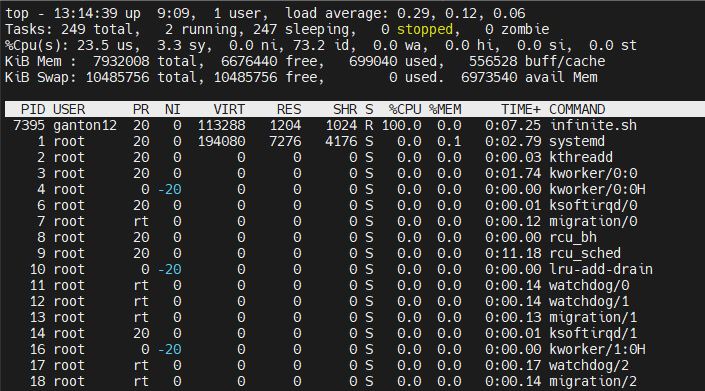 top - 13:14:39 up  9:09,  1 user,  load average: 0.29, 0.12, 0.06
Tasks: 249 total,   2 running, 247 sleeping,   0 stopped,   0 zombie
%Cpu(s): 23.5 us,  3.3 sy,  0.0 ni, 73.2 id,  0.0 wa,  0.0 hi,  0.0 si,  0.0 st
KiB Mem :  7932008 total,  6676440 free,   699040 used,   556528 buff/cache
KiB Swap: 10485756 total, 10485756 free,        0 used.  6973540 avail Mem
PID USER      PR  NI    VIRT    RES    SHR S  %CPU %MEM     TIME+ COMMAND
7395 ganton12  20   0  113288   1204   1024 R 100.0  0.0   0:07.25 infinite.sh
1 root      20   0  194080   7276   4176 S   0.0  0.1   0:02.79 systemd
2 root      20   0       0      0      0 S   0.0  0.0   0:00.03 kthreadd
3 root      20   0       0      0      0 S   0.0  0.0   0:01.74 kworker/0:0
4 root       0 -20       0      0      0 S   0.0  0.0   0:00.00 kworker/0:0H
6 root      20   0       0      0      0 S   0.0  0.0   0:00.01 ksoftirqd/0
7 root      rt   0       0      0      0 S   0.0  0.0   0:00.12 migration/0
8 root      20   0       0      0      0 S   0.0  0.0   0:00.00 rcu_bh
9 root      20   0       0      0      0 S   0.0  0.0   0:11.18 rcu_sched
10 root       0 -20       0      0      0 S   0.0  0.0   0:00.00 lru-add-drain
11 root      rt   0       0      0      0 S   0.0  0.0   0:00.14 watchdog/0
12 root      rt   0       0      0      0 S   0.0  0.0   0:00.14 watchdog/1
13 root      rt   0       0      0      0 S   0.0  0.0   0:00.13 migration/1
14 root      20   0       0      0      0 S   0.0  0.0   0:00.01 ksoftirqd/1
16 root       0 -20       0      0      0 S   0.0  0.0   0:00.00 kworker/1:0H
17 root      rt   0       0      0      0 S   0.0  0.0   0:00.17 watchdog/2
18 root      rt   0       0      0      0 S   0.0  0.0   0:00.14 migration/2